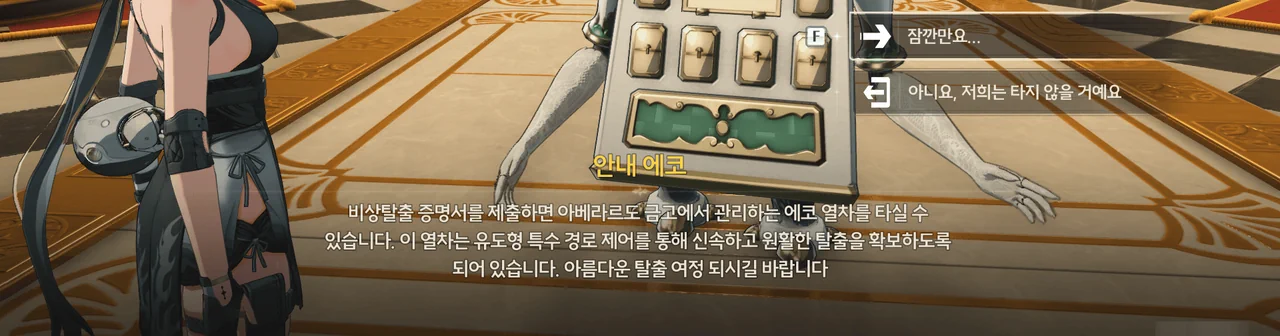 F
잠깐만요...
아니요, 저희는 타지 않을 거예요
안내 에코
비상탈출 증명서를 제출하면 아베라르도 금고에서 관리하는 에코 열차를 타실 수
있습니다. 이 열차는 유도형 특수 경로 제어를 통해 신속하고 원활한 탈출을 확보하도록
되어 있습니다. 아름다운 탈출 여정 되시길 바랍니다